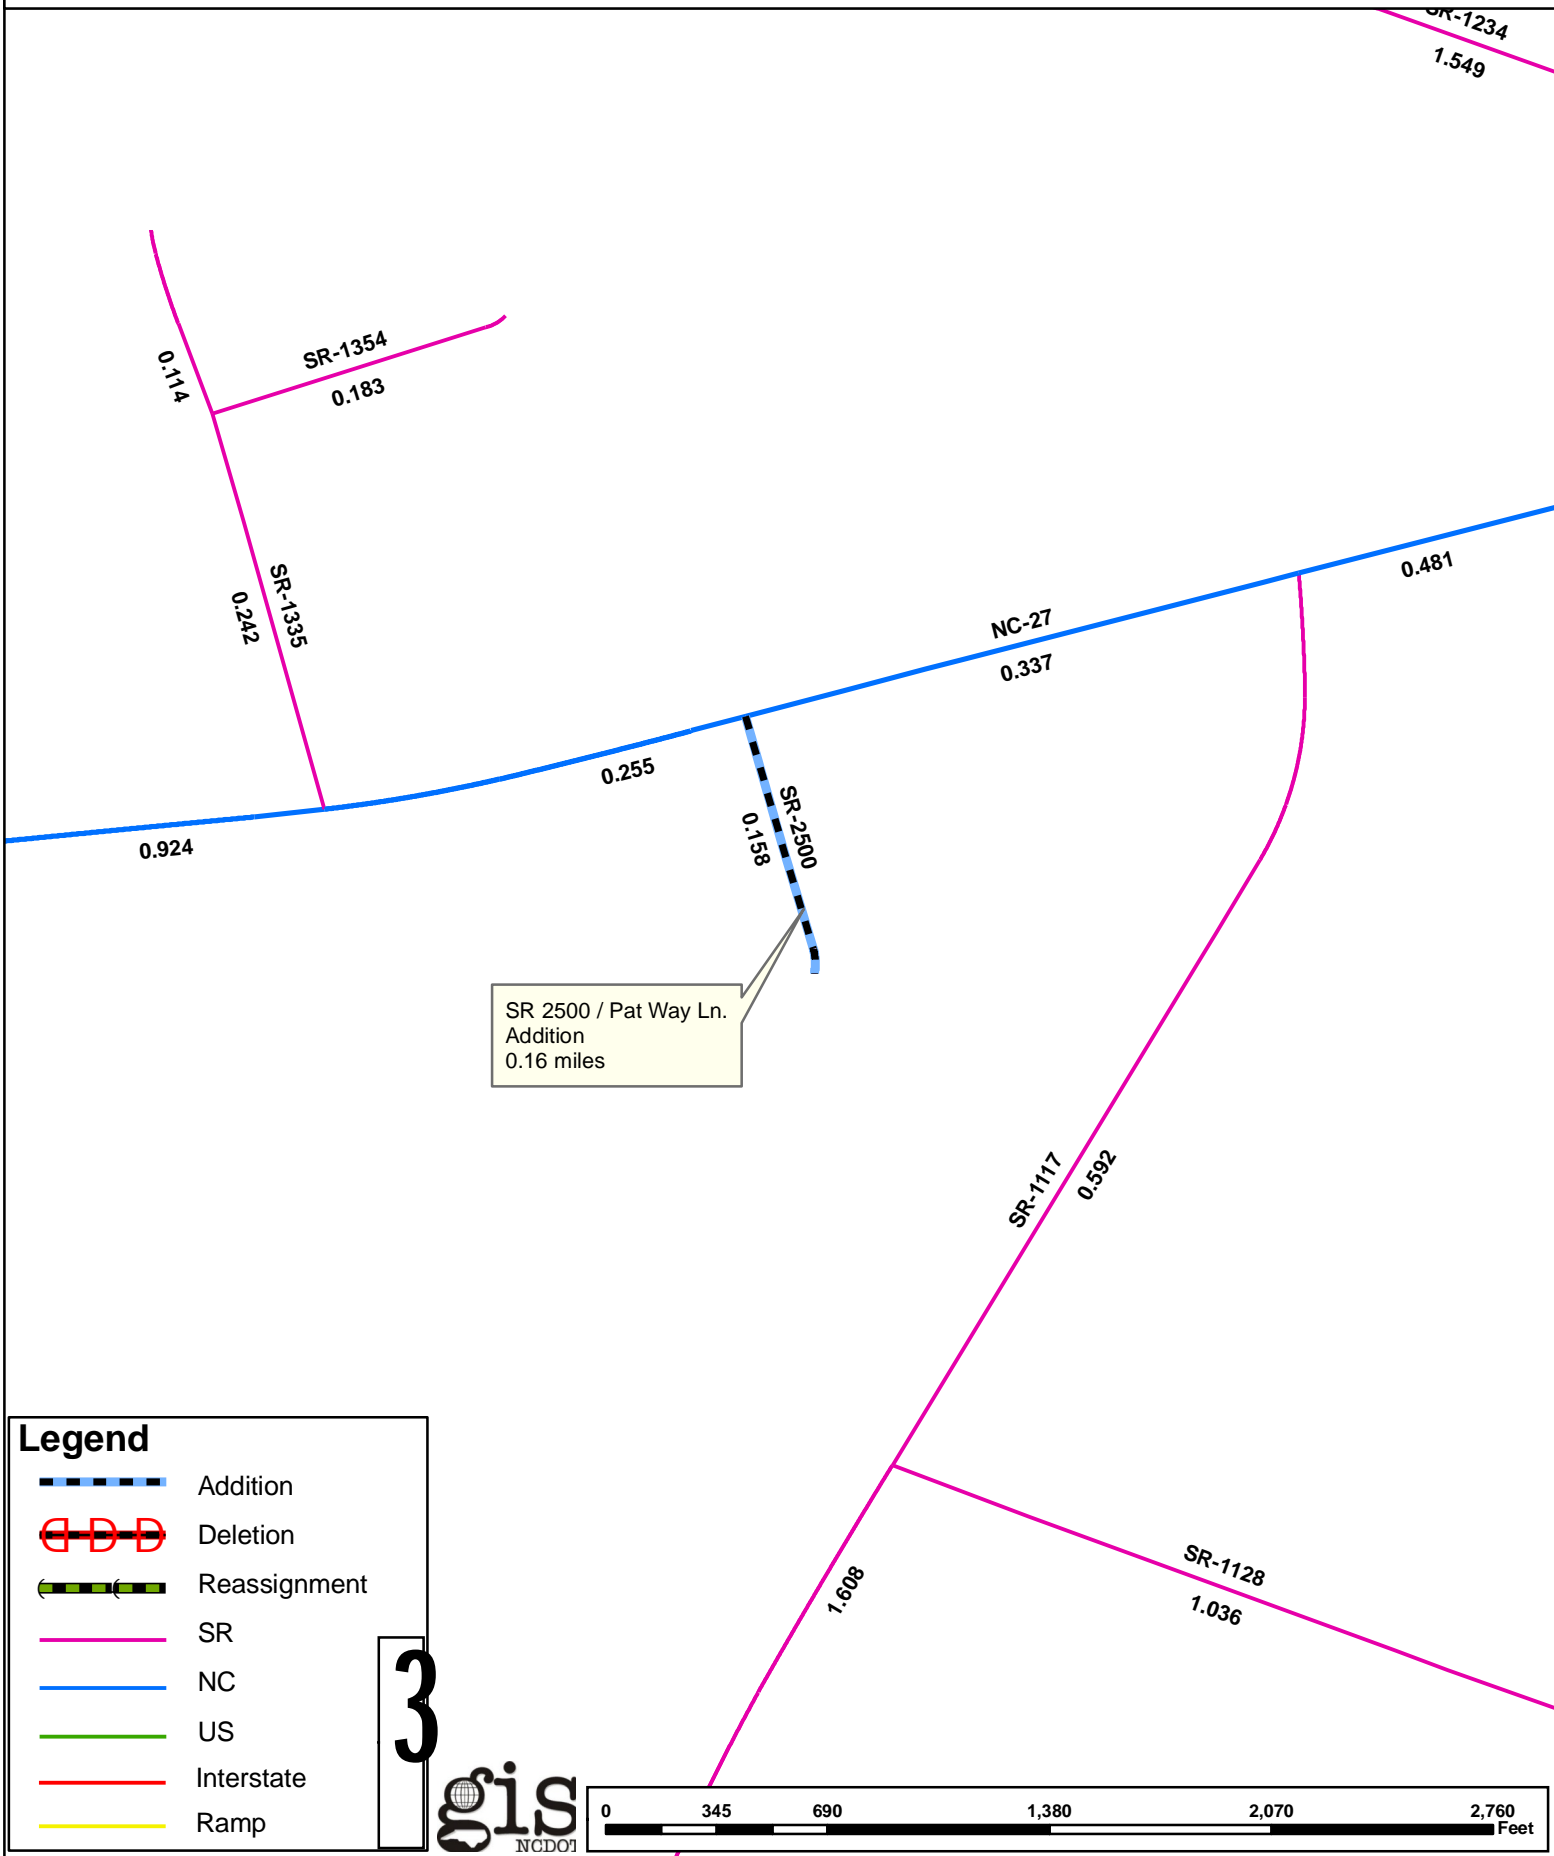 SR-1234
1.549
SR-1354
0.183
0.114
SR-1335
0.242
NC-27
0.337
0.481
0.255
0.924
SR-2500
0.158
SR 2500 / Pat Way Ln.
Addition
0.16 miles
SR-1117
0.592
SR-1128
1.036
1.608
Legend
Addition
Deletion
Reassignment
SR
NC
US
Interstate
Ramp
3
gis
NCDOT
0 345 690 1,380 2,070 2,760
Feet